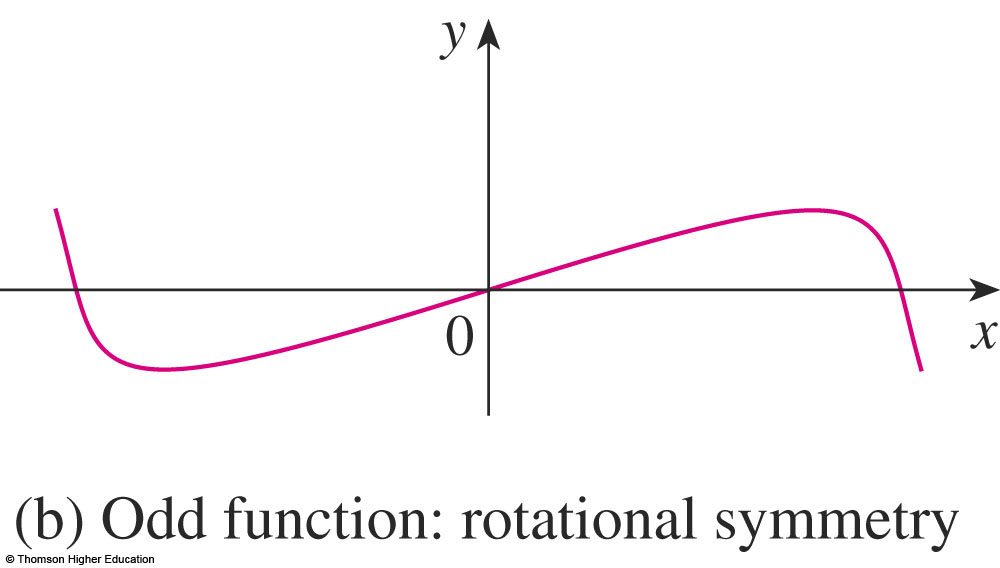 y
0
x
(b) Odd function: rotational symmetry
© Thomson Higher Education